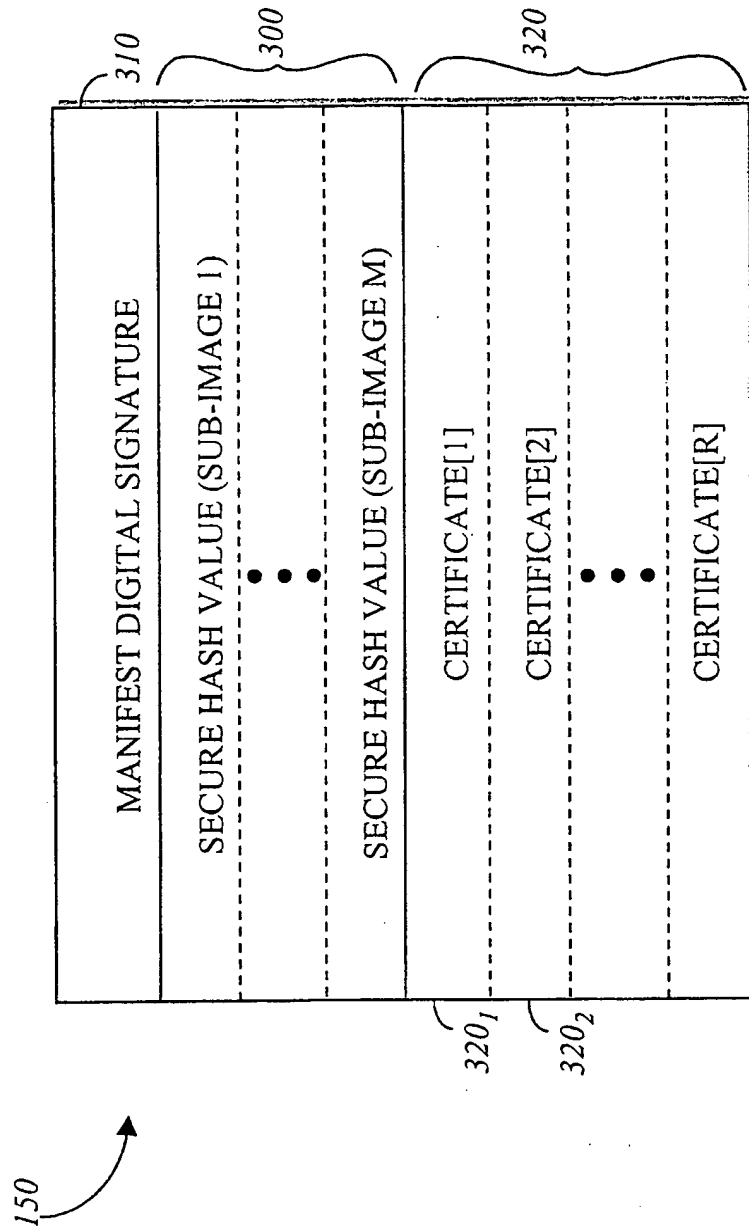 150
310
MANIFEST DIGITAL SIGNATURE
SECURE HASH VALUE (SUB-IMAGE 1)
300
SECURE HASH VALUE (SUB-IMAGE M)
320₁
CERTIFICATE[1]
320
320₂
CERTIFICATE[2]
CERTIFICATE[R]